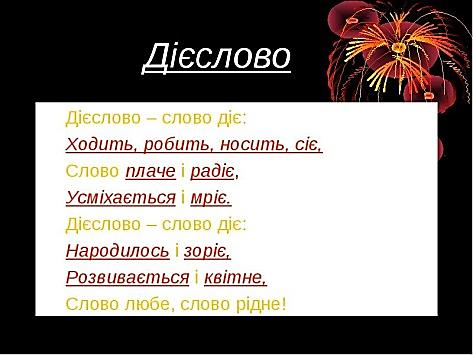 Дієслово
Дієслово – слово діє:
Ходить, робить, носить, сіє,
Слово плаче і радіє,
Усміхається і мріє.
Дієслово – слово діє:
Народилось і зоріє,
Розвивається і квітне,
Слово любе, слово рідне!